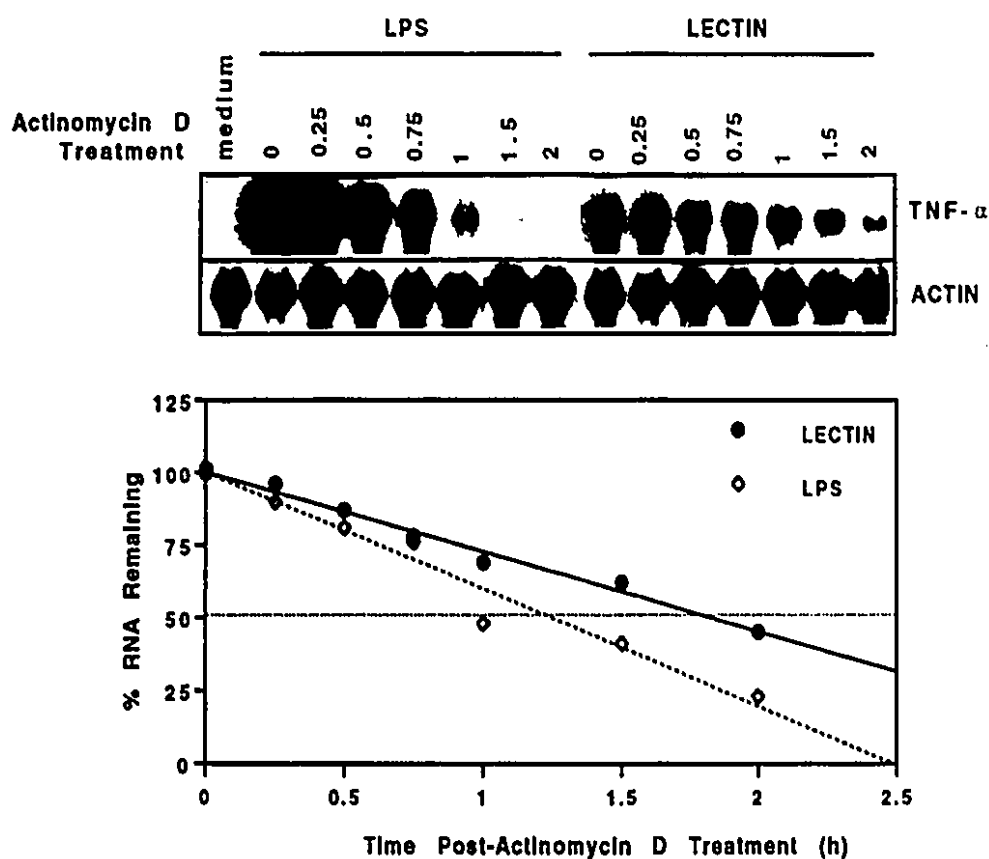 LPS LECTIN
Actinomycin D
Treatment
medium 0 0.25 0.5 0.75 1 1.5 2 0 0.25 0.5 0.75 1 1.5 2
TNF-α
ACTIN
125
100
75
50
25
0
% RNA Remaining
LECTIN
LPS
0 0.5 1 1.5 2 2.5
Time Post-Actinomycin D Treatment (h)